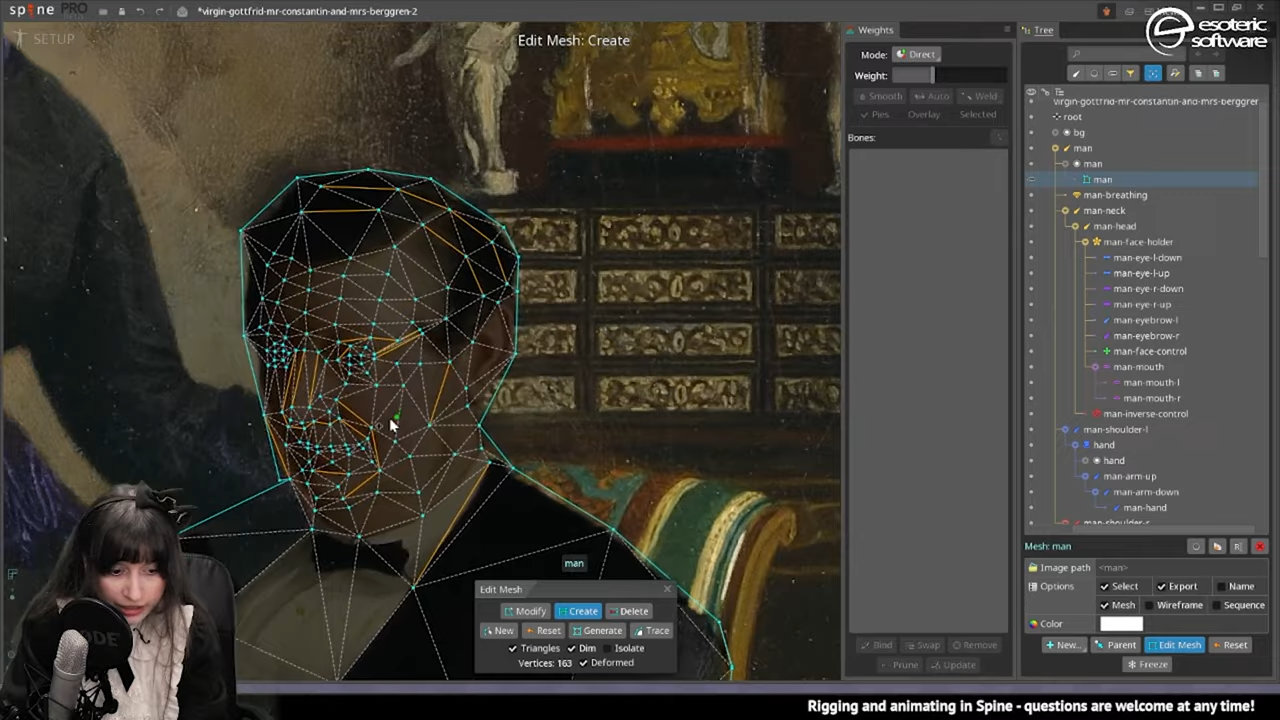 spine PRO
*virgin-gottfrid-mr-constantin-and-mrs-berggren-2
SETUP
Edit Mesh: Create
esoteric
software
Weights
Mode: Direct
Weight:
Smooth Auto Weld
Pies Overlay Selected
Bones:
Bind Swap Remove
Prune Update
Tree
virgin-gottfrid-mr-constantin-and-mrs-berggren
root
bg
man
man
man
man-breathing
man-neck
man-head
man-face-holder
man-eye-l-down
man-eye-l-up
man-eye-r-down
man-eye-r-up
man-eyebrow-l
man-eyebrow-r
man-face-control
man-mouth
man-mouth-l
man-mouth-r
man-inverse-control
man-shoulder-l
hand
hand
man-arm-up
man-arm-down
man-hand
man-shoulder-r
Mesh: man
Image path <man>
Options Select Export Name
Mesh Wireframe Sequence
Color
New... Parent Edit Mesh Reset
Freeze
man
Edit Mesh
Modify Create Delete
New Reset Generate Trace
Triangles Dim Isolate
Vertices: 163 Deformed
Rigging and animating in Spine - questions are welcome at any time!